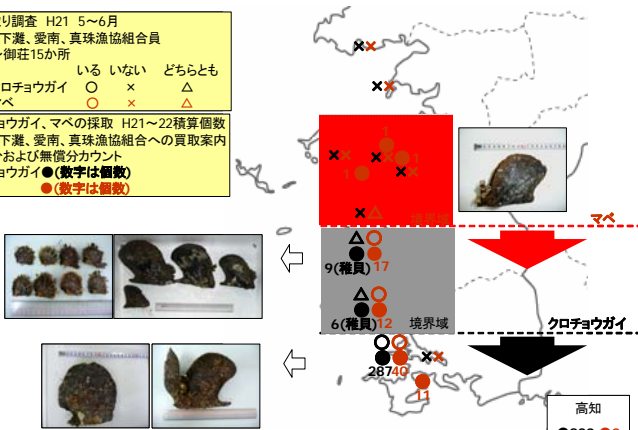 り調査 H21 5~6月
下灘、愛南、真珠漁協組合員
御荘15か所
いる いない どちらとも
ロチョウガイ ○ × △
マベ ○ × △
ョウガイ、マベの採取 H21~22積算個数
下灘、愛南、真珠漁協組合への買取案内
および無償分カウント
ョウガイ●(数字は個数)
●(数字は個数)
1
1
1
境界域
マベ
9(稚貝) 17
6(稚貝) 12
境界域
クロチョウガイ
287 40
11
高知